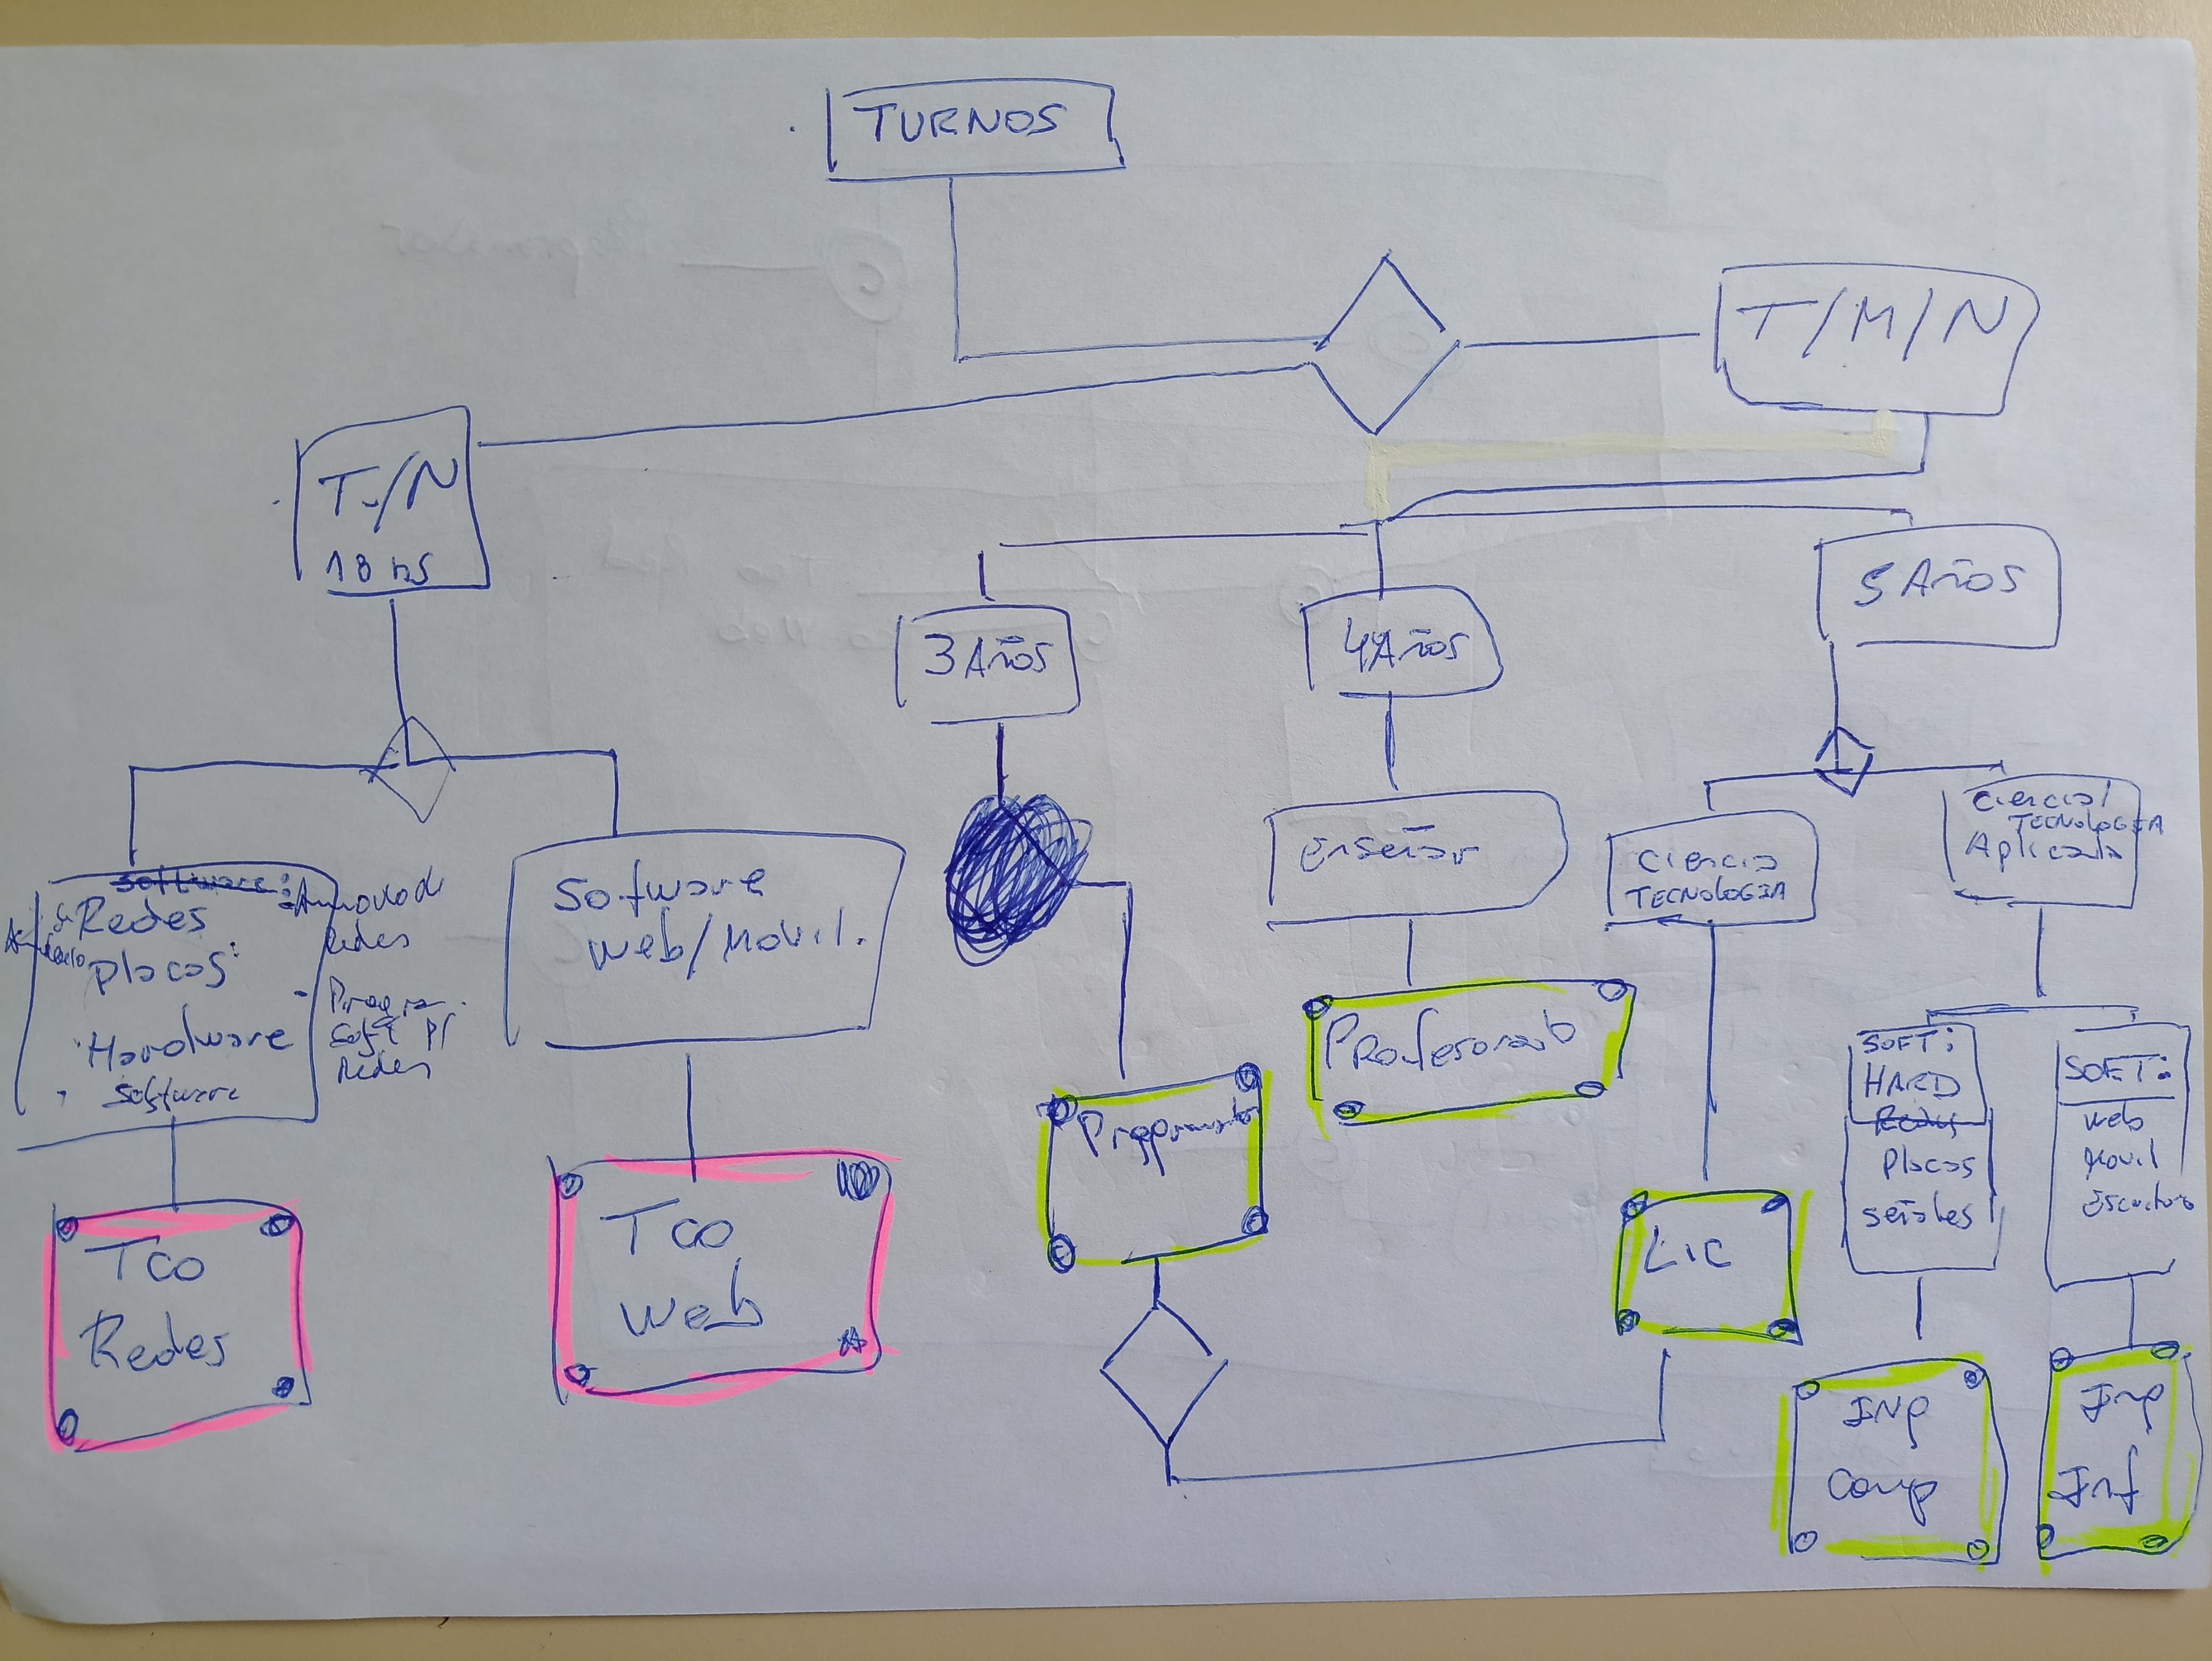 TURNOS
T/M/N
T/N
18 hs
3 Años
4 Años
5 Años
Software:
Redes
Placas:
Hardware
Software
Redes
Program.
Soft p/
Redes
Software
Web/Movil.
Enseñar
Ciencia
TECNOLOGIA
Ciencia/
TECNOLOGIA
Aplicada
Profesorado
Programador
SOFT:
HARD
Redes
Placas
señales
SOFT:
Web
Movil
Escritorio
Tco
Redes
Tco
Web
Lic
Ing
Comp
Ing
Inf